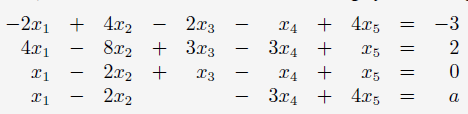 −2x₁ + 4x₂ − 2x₃ − x₄ + 4x₅ = −3
4x₁ − 8x₂ + 3x₃ − 3x₄ + x₅ = 2
x₁ − 2x₂ + x₃ − x₄ + x₅ = 0
x₁ − 2x₂ − 3x₄ + 4x₅ = a